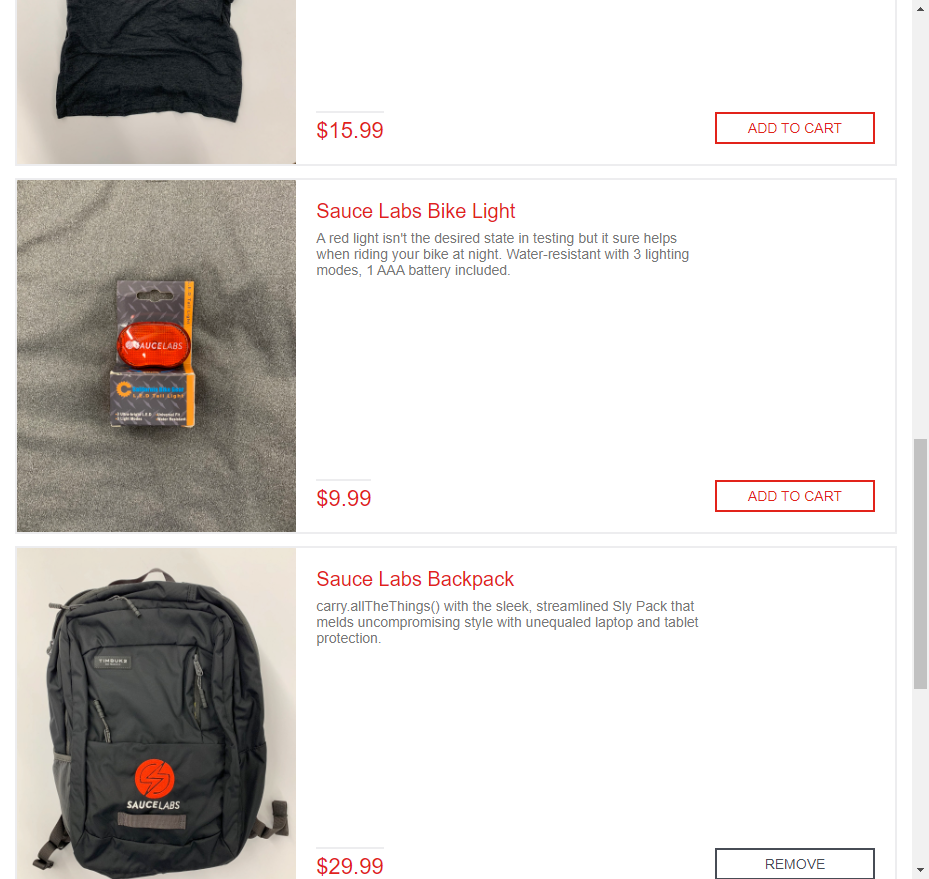 $15.99
ADD TO CART
Sauce Labs Bike Light
A red light isn't the desired state in testing but it sure helps
when riding your bike at night. Water-resistant with 3 lighting
modes, 1 AAA battery included.
SAUCELABS
L.E.D Tail Light
$9.99
ADD TO CART
Sauce Labs Backpack
carry.allTheThings() with the sleek, streamlined Sly Pack that
melds uncompromising style with unequaled laptop and tablet
protection.
TIMBUK2
SAUCELABS
$29.99
REMOVE